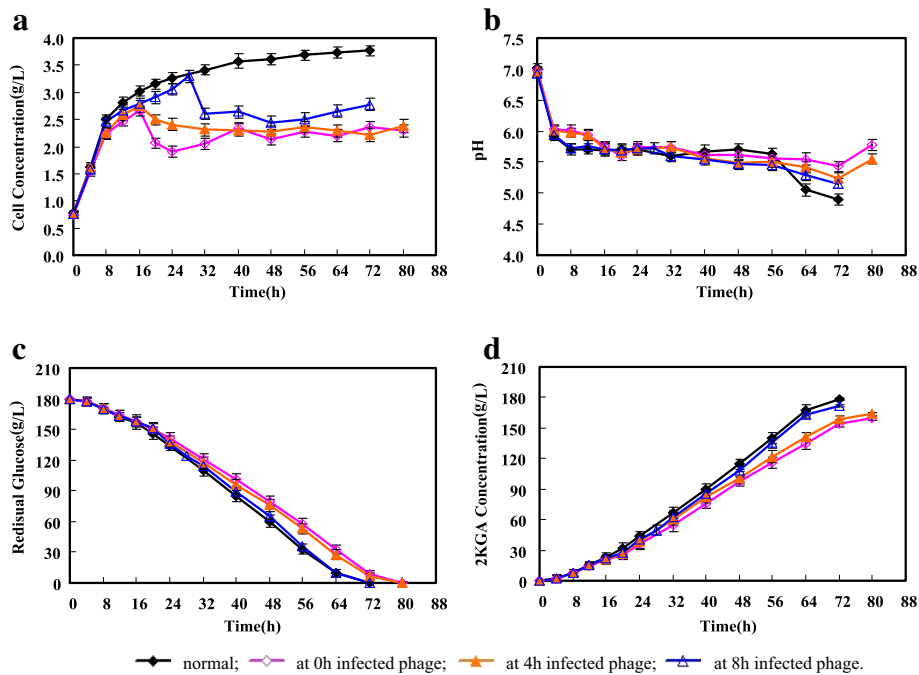 a
b
Cell Concentration(g/L)
4.0
3.5
3.0
2.5
2.0
1.5
1.0
0.5
0.0
0 8 16 24 32 40 48 56 64 72 80 88
Time(h)
pH
7.5
7.0
6.5
6.0
5.5
5.0
4.5
4.0
0 8 16 24 32 40 48 56 64 72 80 88
Time(h)
c
d
Redisual Glucose(g/L)
210
180
150
120
90
60
30
0
0 8 16 24 32 40 48 56 64 72 80 88
Time(h)
2KGA Concentration(g/L)
210
180
150
120
90
60
30
0
0 8 16 24 32 40 48 56 64 72 80 88
Time(h)
normal; at 0h infected phage; at 4h infected phage; at 8h infected phage.